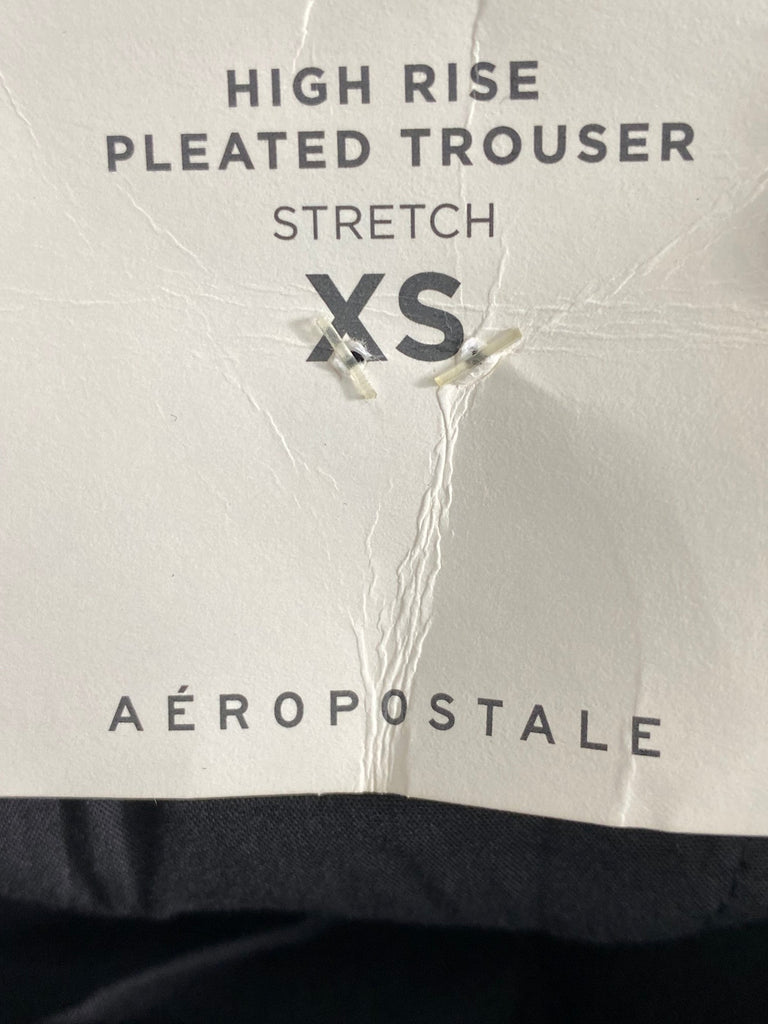 HIGH RISE
PLEATED TROUSER
STRETCH
XS
AÉROPOSTALE